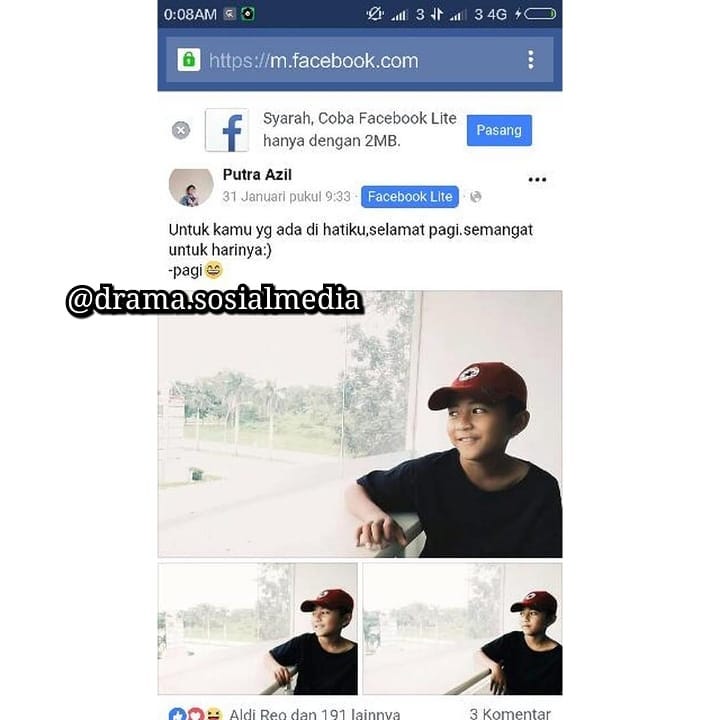 0:08AM 3 3 4G
https://m.facebook.com
Syarah, Coba Facebook Lite
hanya dengan 2MB.
Pasang
Putra Azil
31 Januari pukul 9:33 · Facebook Lite ·
Untuk kamu yg ada di hatiku,selamat pagi.semangat
untuk harinya:)
-pagi😄
@drama.sosialmedia
Aldi Reo dan 191 lainnya 3 Komentar